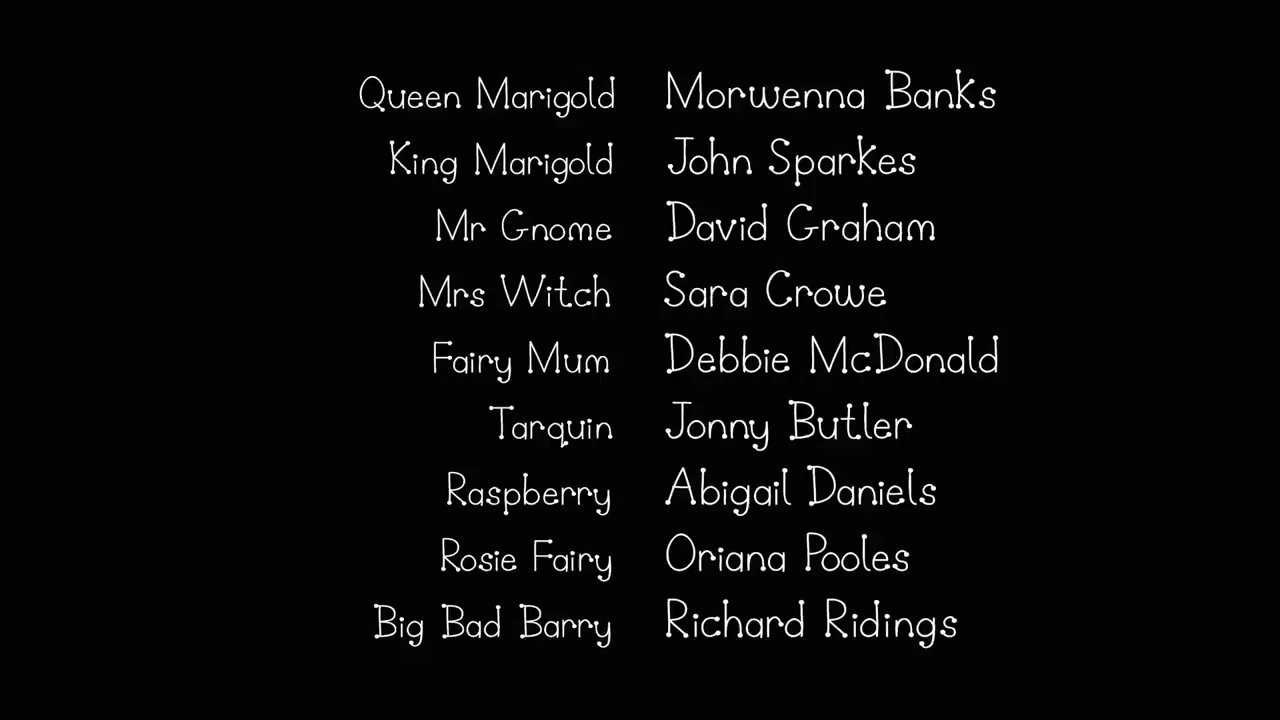 Queen Marigold Morwenna Banks
King Marigold John Sparkes
Mr Gnome David Graham
Mrs Witch Sara Crowe
Fairy Mum Debbie McDonald
Tarquin Jonny Butler
Raspberry Abigail Daniels
Rosie Fairy Oriana Pooles
Big Bad Barry Richard Ridings